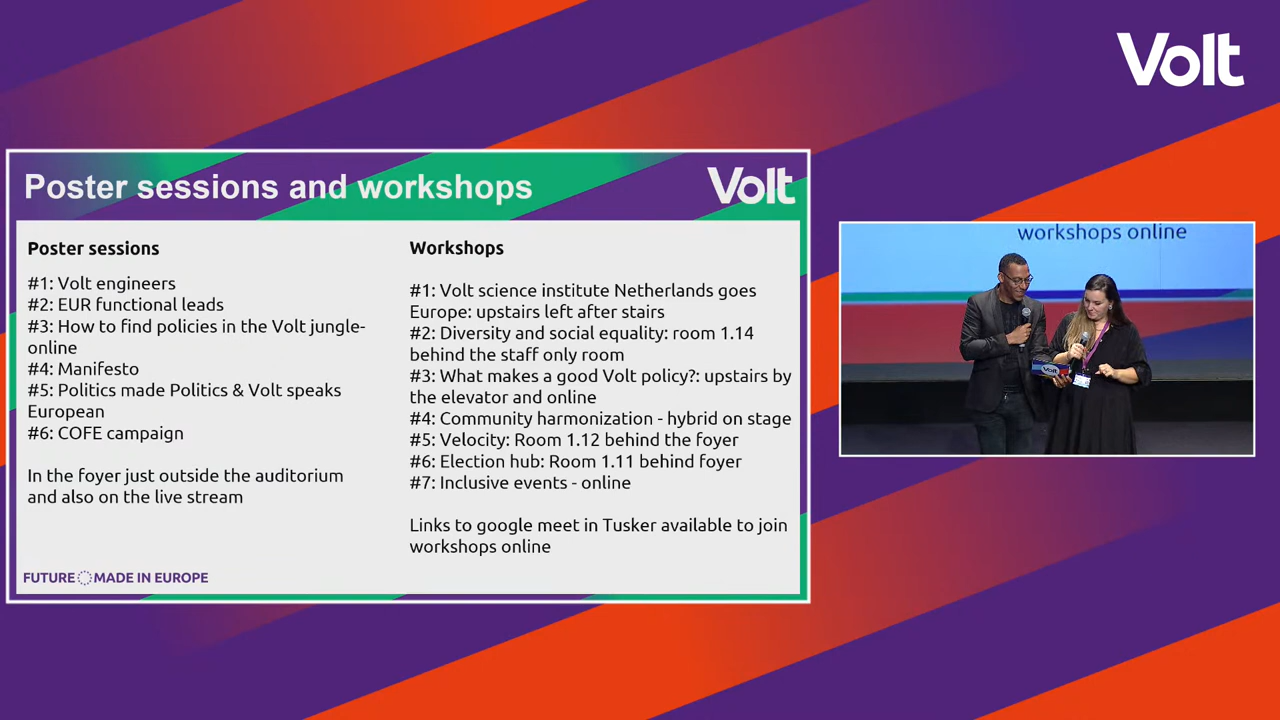 Volt
Poster sessions and workshops
Volt
Poster sessions
#1: Volt engineers
#2: EUR functional leads
#3: How to find policies in the Volt jungle-
online
#4: Manifesto
#5: Politics made Politics & Volt speaks
European
#6: COFE campaign
In the foyer just outside the auditorium
and also on the live stream
Workshops
#1: Volt science institute Netherlands goes
Europe: upstairs left after stairs
#2: Diversity and social equality: room 1.14
behind the staff only room
#3: What makes a good Volt policy?: upstairs by
the elevator and online
#4: Community harmonization - hybrid on stage
#5: Velocity: Room 1.12 behind the foyer
#6: Election hub: Room 1.11 behind foyer
#7: Inclusive events - online
Links to google meet in Tusker available to join
workshops online
FUTURE MADE IN EUROPE
workshops online
Volt